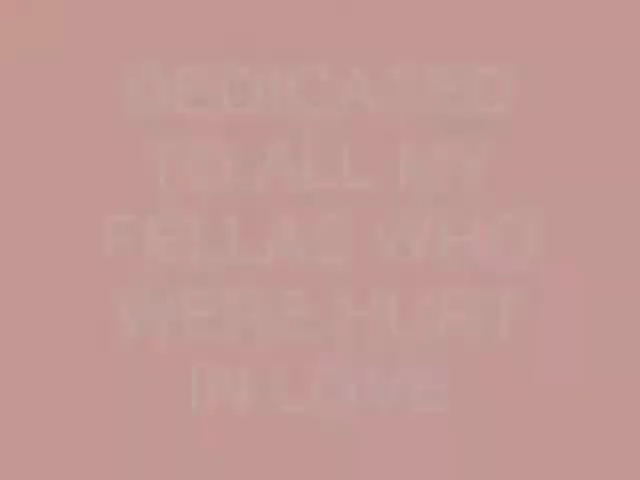 DEDICATED
TO ALL MY
FELLAS WHO
WERE HURT
IN LOVE